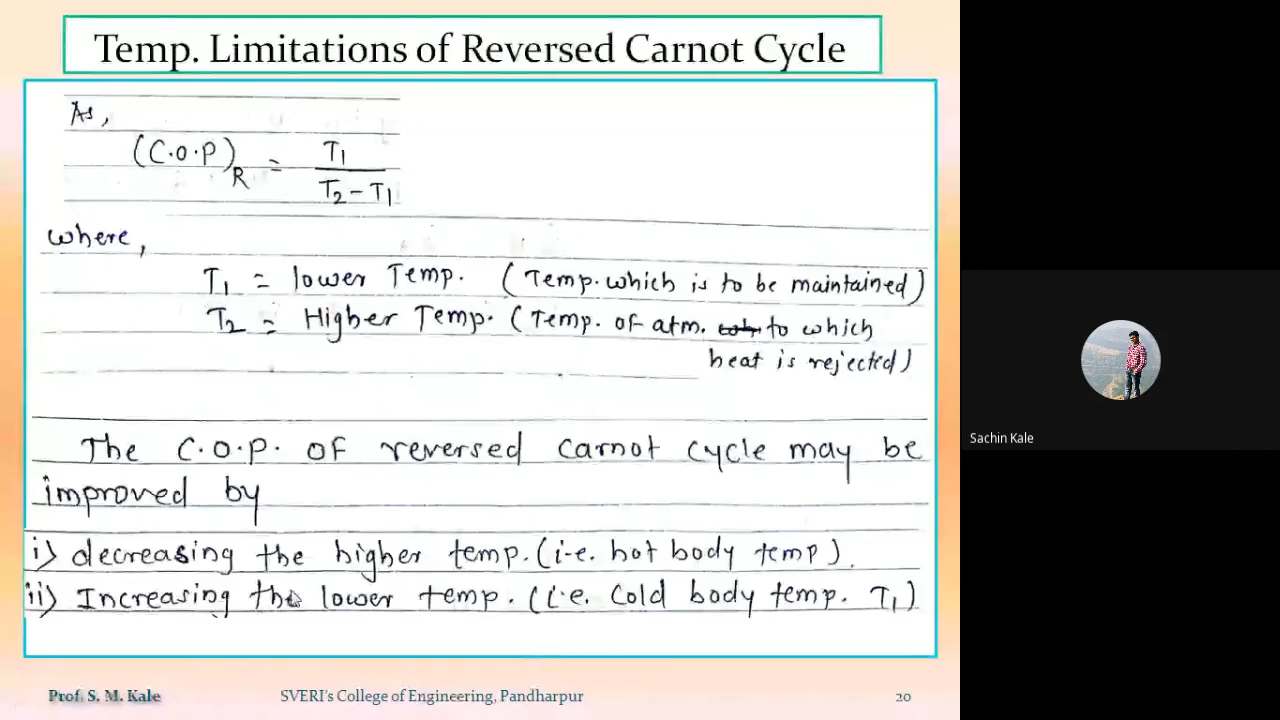 Temp. Limitations of Reversed Carnot Cycle
As,
(C.O.P)R = T1 / T2 - T1
where,
T1 = lower Temp. (Temp. which is to be maintained)
T2 = Higher Temp. (Temp. of atm. to which
heat is rejected)
The C.O.P. OF reversed carnot cycle may be
improved by
i) decreasing the higher temp. (i.e. hot body temp).
ii) Increasing the lower temp. (i.e. cold body temp. T1)
Prof. S. M. Kale
SVERI's College of Engineering, Pandharpur
20
Sachin Kale